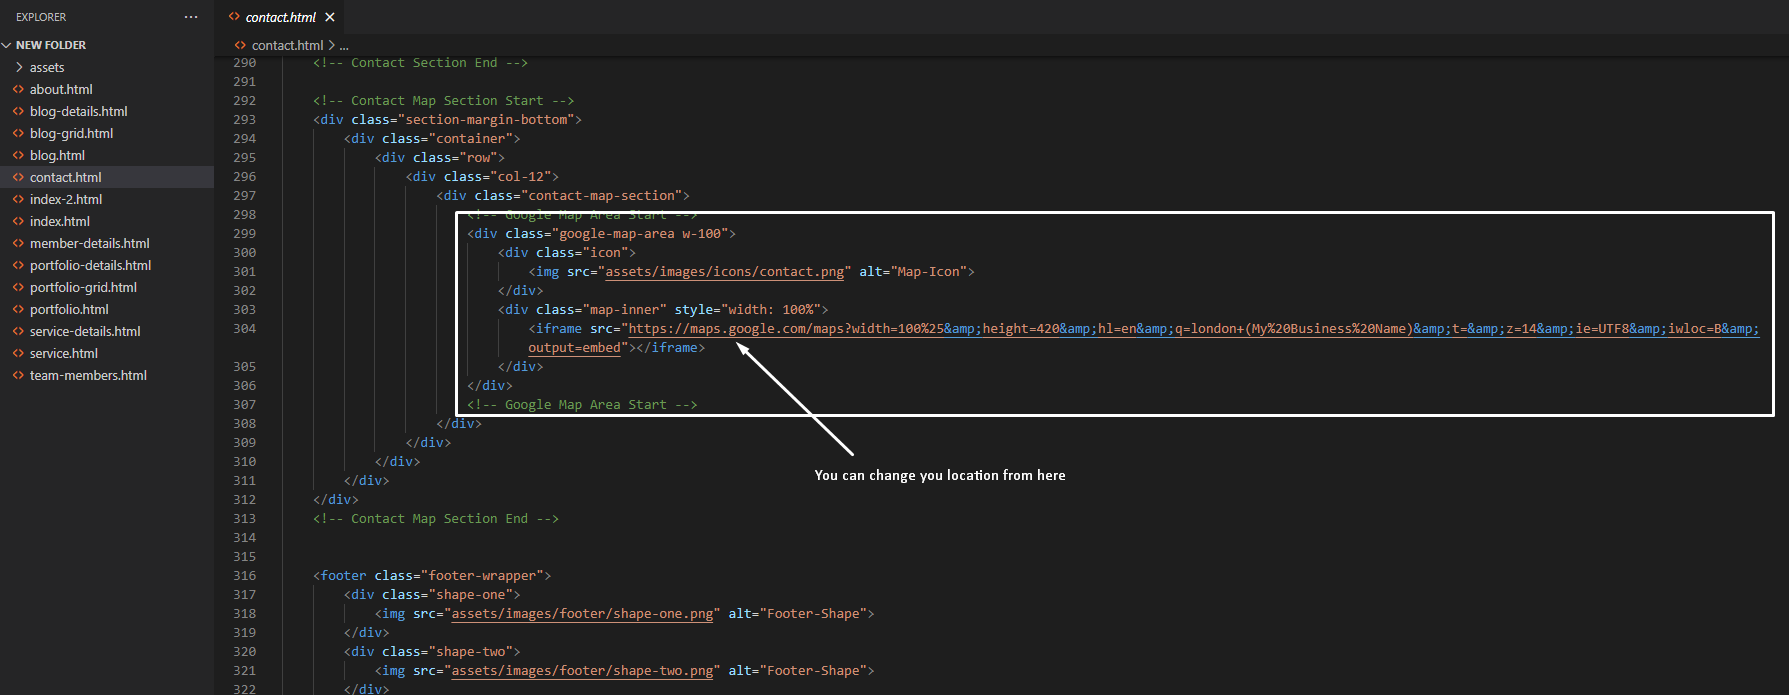 EXPLORER
···
NEW FOLDER
assets
about.html
blog-details.html
blog-grid.html
blog.html
contact.html
index-2.html
index.html
member-details.html
portfolio-details.html
portfolio-grid.html
portfolio.html
service-details.html
service.html
team-members.html
contact.html
contact.html > ...
290 <!-- Contact Section End -->
291
292 <!-- Contact Map Section Start -->
293 <div class="section-margin-bottom">
294 <div class="container">
295 <div class="row">
296 <div class="col-12">
297 <div class="contact-map-section">
298 <!-- Google Map Area Start -->
299 <div class="google-map-area w-100">
300 <div class="icon">
301 <img src="assets/images/icons/contact.png" alt="Map-Icon">
302 </div>
303 <div class="map-inner" style="width: 100%">
304 <iframe src="https://maps.google.com/maps?width=100%25&amp;height=420&amp;hl=en&amp;q=london+(My%20Business%20Name)&amp;t=&amp;z=14&amp;ie=UTF8&amp;iwloc=B&amp;
output=embed"></iframe>
305 </div>
306 </div>
307 <!-- Google Map Area Start -->
308 </div>
309 </div>
310 </div>
311 </div>
312 </div>
313 <!-- Contact Map Section End -->
314
315
316 <footer class="footer-wrapper">
317 <div class="shape-one">
318 <img src="assets/images/footer/shape-one.png" alt="Footer-Shape">
319 </div>
320 <div class="shape-two">
321 <img src="assets/images/footer/shape-two.png" alt="Footer-Shape">
322 </div>
You can change you location from here